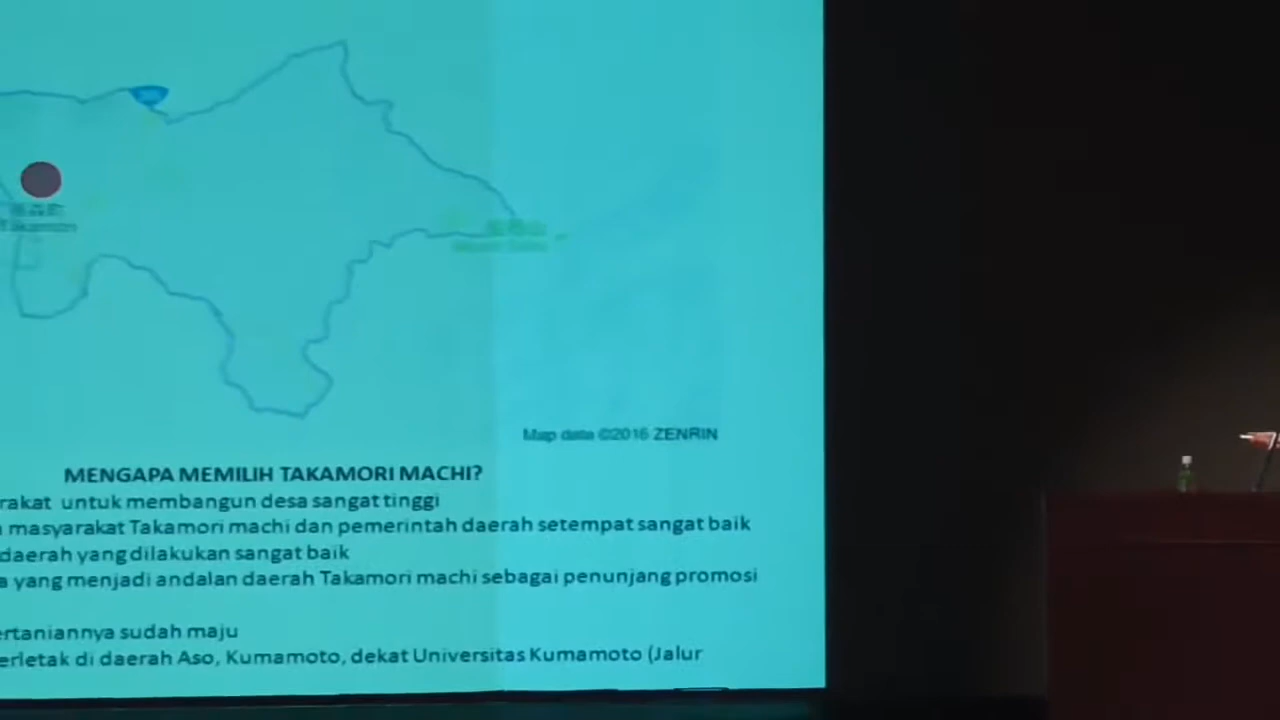 Map data ©2016 ZENRIN
MENGAPA MEMILIH TAKAMORI MACHI?
rakat untuk membangun desa sangat tinggi
masyarakat Takamori machi dan pemerintah daerah setempat sangat baik
daerah yang dilakukan sangat baik
a yang menjadi andalan daerah Takamori machi sebagai penunjang promosi
ertaniannya sudah maju
erletak di daerah Aso, Kumamoto, dekat Universitas Kumamoto (Jalur